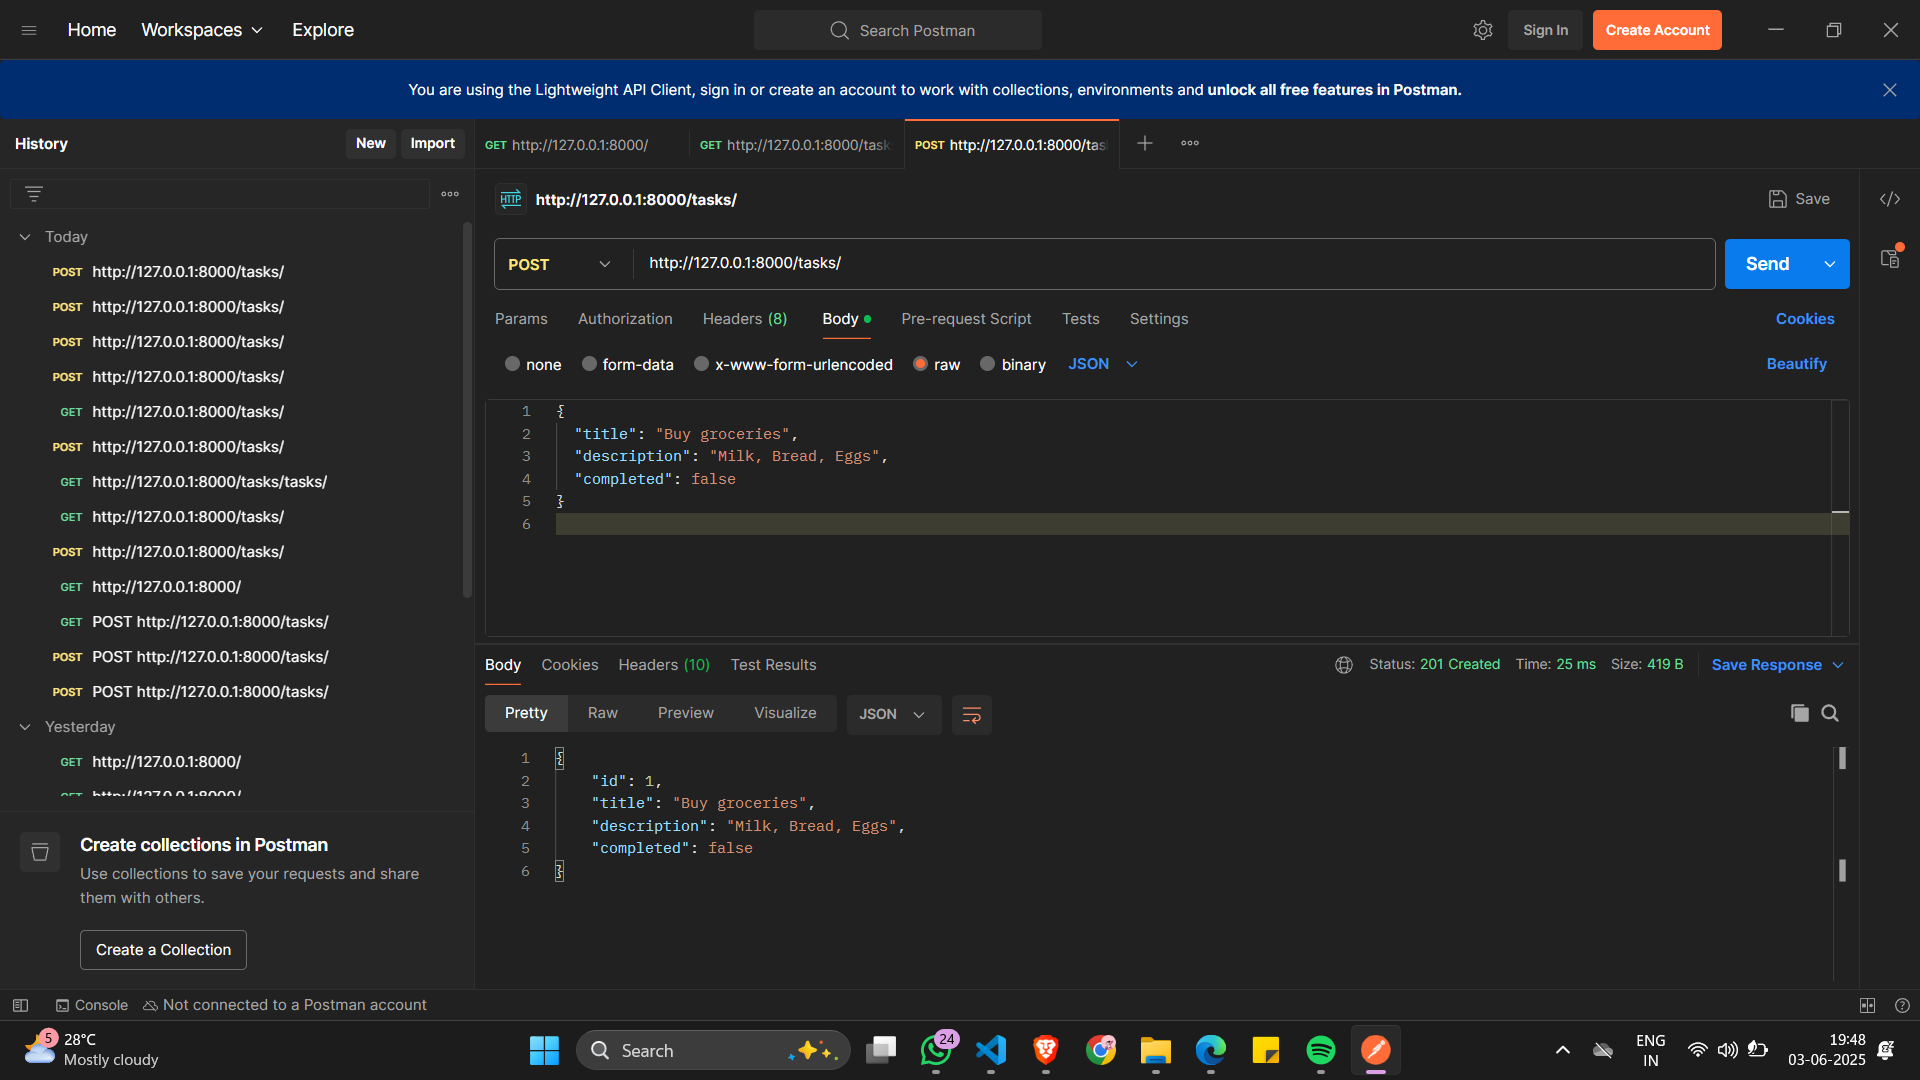 Home Workspaces Explore Search Postman Sign In Create Account
You are using the Lightweight API Client, sign in or create an account to work with collections, environments and unlock all free features in Postman.
History New Import
GET http://127.0.0.1:8000/ GET http://127.0.0.1:8000/task POST http://127.0.0.1:8000/tas
HTTP http://127.0.0.1:8000/tasks/ Save
Today
POST http://127.0.0.1:8000/tasks/
POST http://127.0.0.1:8000/tasks/
POST http://127.0.0.1:8000/tasks/
POST http://127.0.0.1:8000/tasks/
GET http://127.0.0.1:8000/tasks/
POST http://127.0.0.1:8000/tasks/
GET http://127.0.0.1:8000/tasks/tasks/
GET http://127.0.0.1:8000/tasks/
POST http://127.0.0.1:8000/tasks/
GET http://127.0.0.1:8000/
GET POST http://127.0.0.1:8000/tasks/
POST POST http://127.0.0.1:8000/tasks/
POST POST http://127.0.0.1:8000/tasks/
Yesterday
GET http://127.0.0.1:8000/
GET http://127.0.0.1:8000/
Create collections in Postman
Use collections to save your requests and share
them with others.
Create a Collection
POST http://127.0.0.1:8000/tasks/ Send
Params Authorization Headers (8) Body Pre-request Script Tests Settings Cookies
none form-data x-www-form-urlencoded raw binary JSON Beautify
1 {
2 "title": "Buy groceries",
3 "description": "Milk, Bread, Eggs",
4 "completed": false
5 }
6
Body Cookies Headers (10) Test Results Status: 201 Created Time: 25 ms Size: 419 B Save Response
Pretty Raw Preview Visualize JSON
1 {
2 "id": 1,
3 "title": "Buy groceries",
4 "description": "Milk, Bread, Eggs",
5 "completed": false
6 }
Console Not connected to a Postman account
5 28°C
Mostly cloudy
Search
24
ENG
IN
19:48
03-06-2025